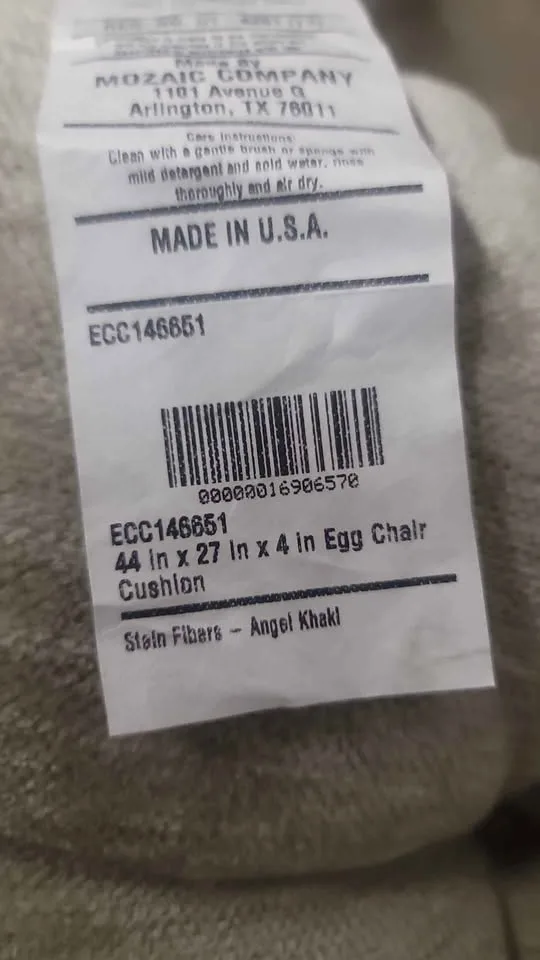 Made By
MOZAIC COMPANY
1101 Avenue G
Arlington, TX 76011
Care Instructions:
Clean with a gentle brush or sponge with
mild detergent and cold water. rinse
thoroughly and air dry.
MADE IN U.S.A.
ECC146651
00000016906570
ECC146651
44 in x 27 in x 4 in Egg Chair
Cushion
Stein Fibers - Angel Khaki